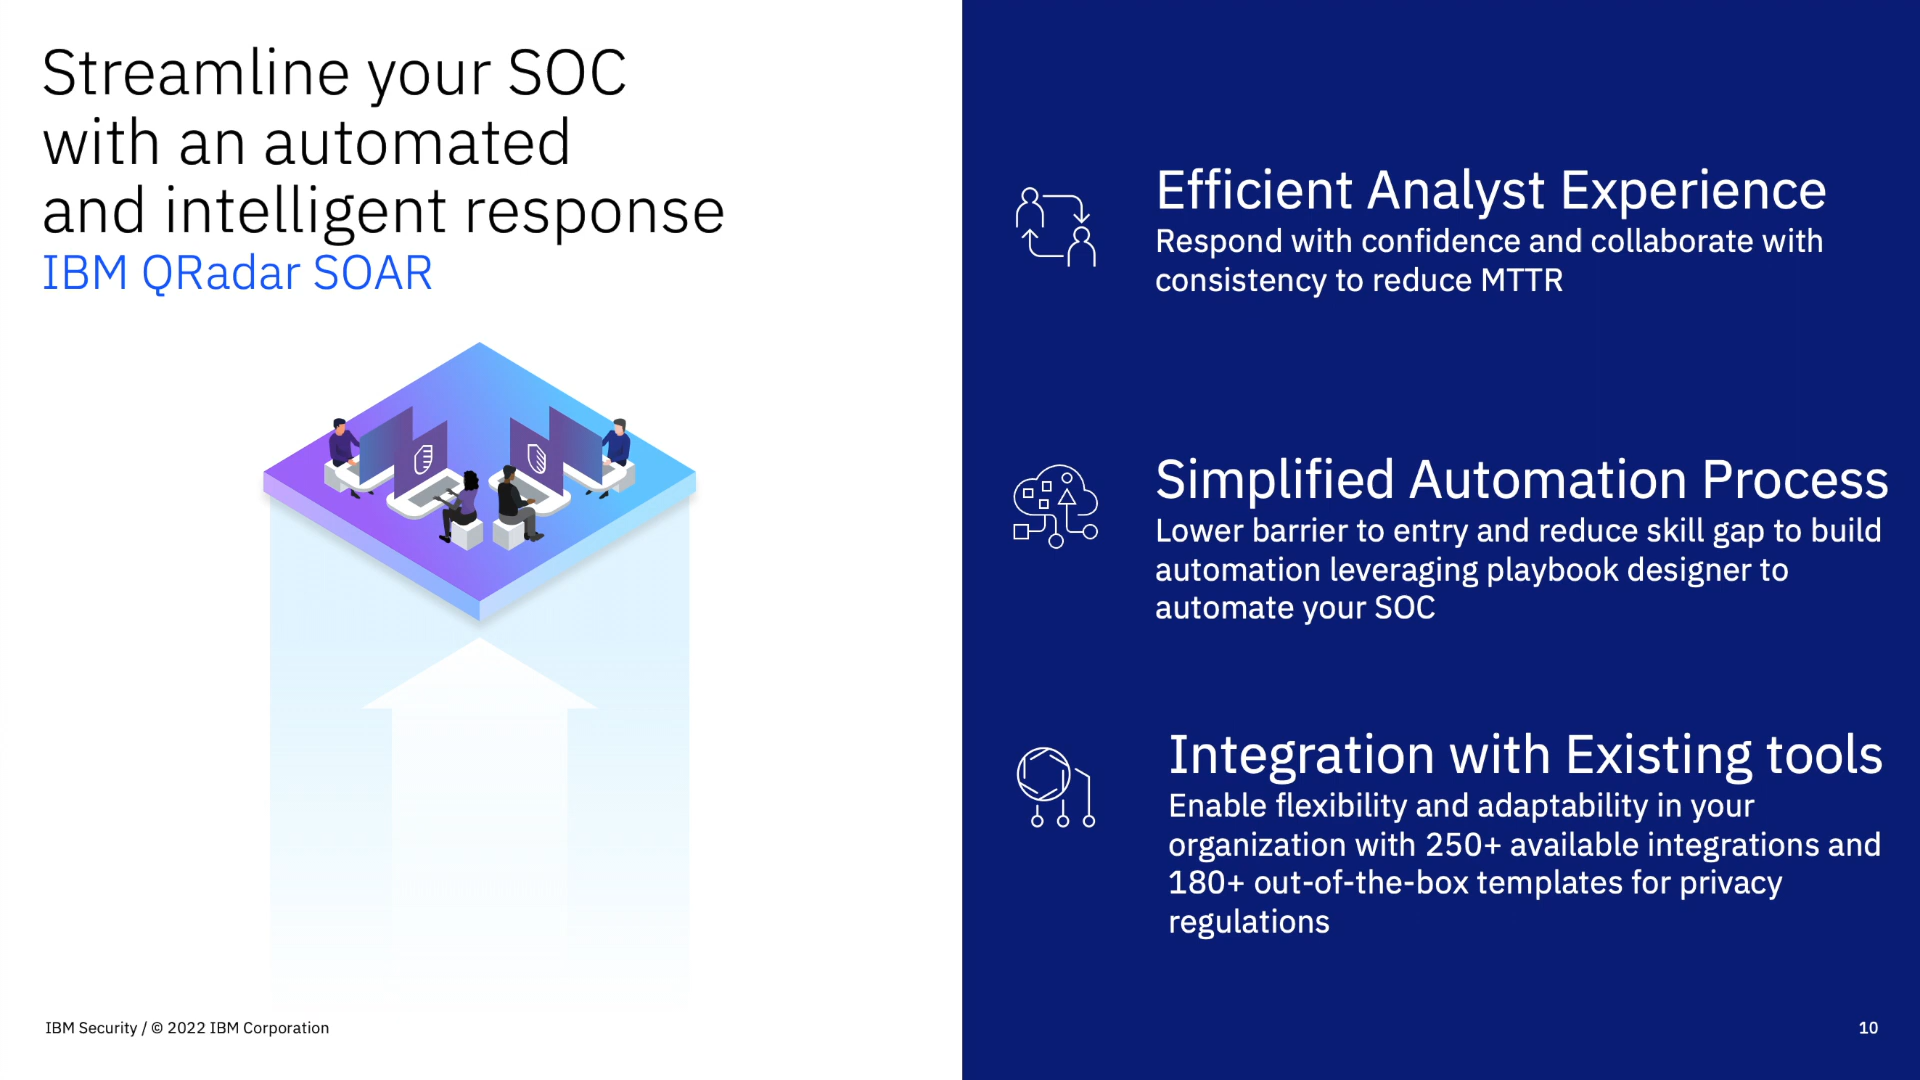 Streamline your SOC
with an automated
and intelligent response
IBM QRadar SOAR
Efficient Analyst Experience
Respond with confidence and collaborate with
consistency to reduce MTTR
Simplified Automation Process
Lower barrier to entry and reduce skill gap to build
automation leveraging playbook designer to
automate your SOC
Integration with Existing tools
Enable flexibility and adaptability in your
organization with 250+ available integrations and
180+ out-of-the-box templates for privacy
regulations
IBM Security / © 2022 IBM Corporation
10